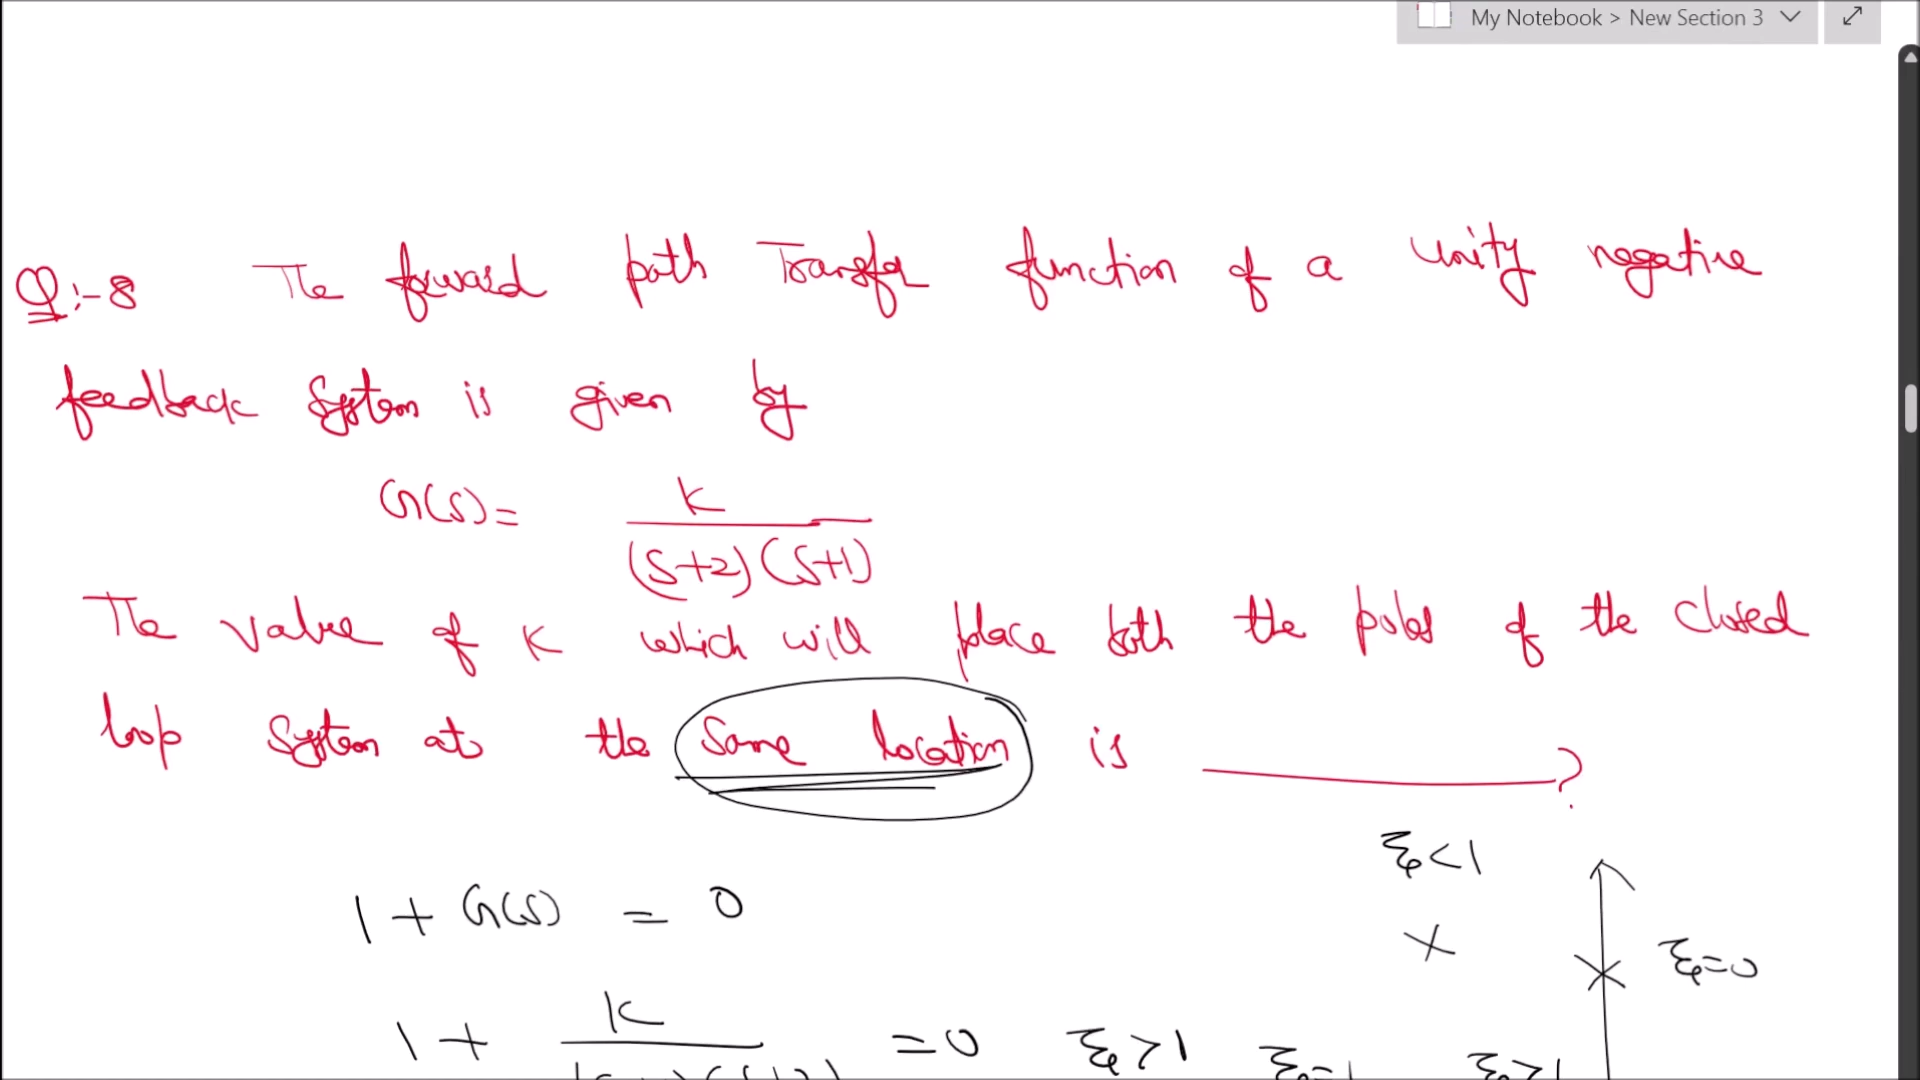 My Notebook > New Section 3
Q:-8 The forward path Transfer function of a unity negative
feedback System is given by
G(S)= K
(S+2)(S+1)
The value of K which will place both the poles of the closed
loop System at the Same location is ?
ξ<1
1 + G(S) = 0
ξ=0
1 + K =0 ξ>1 ξ=1 ξ>1